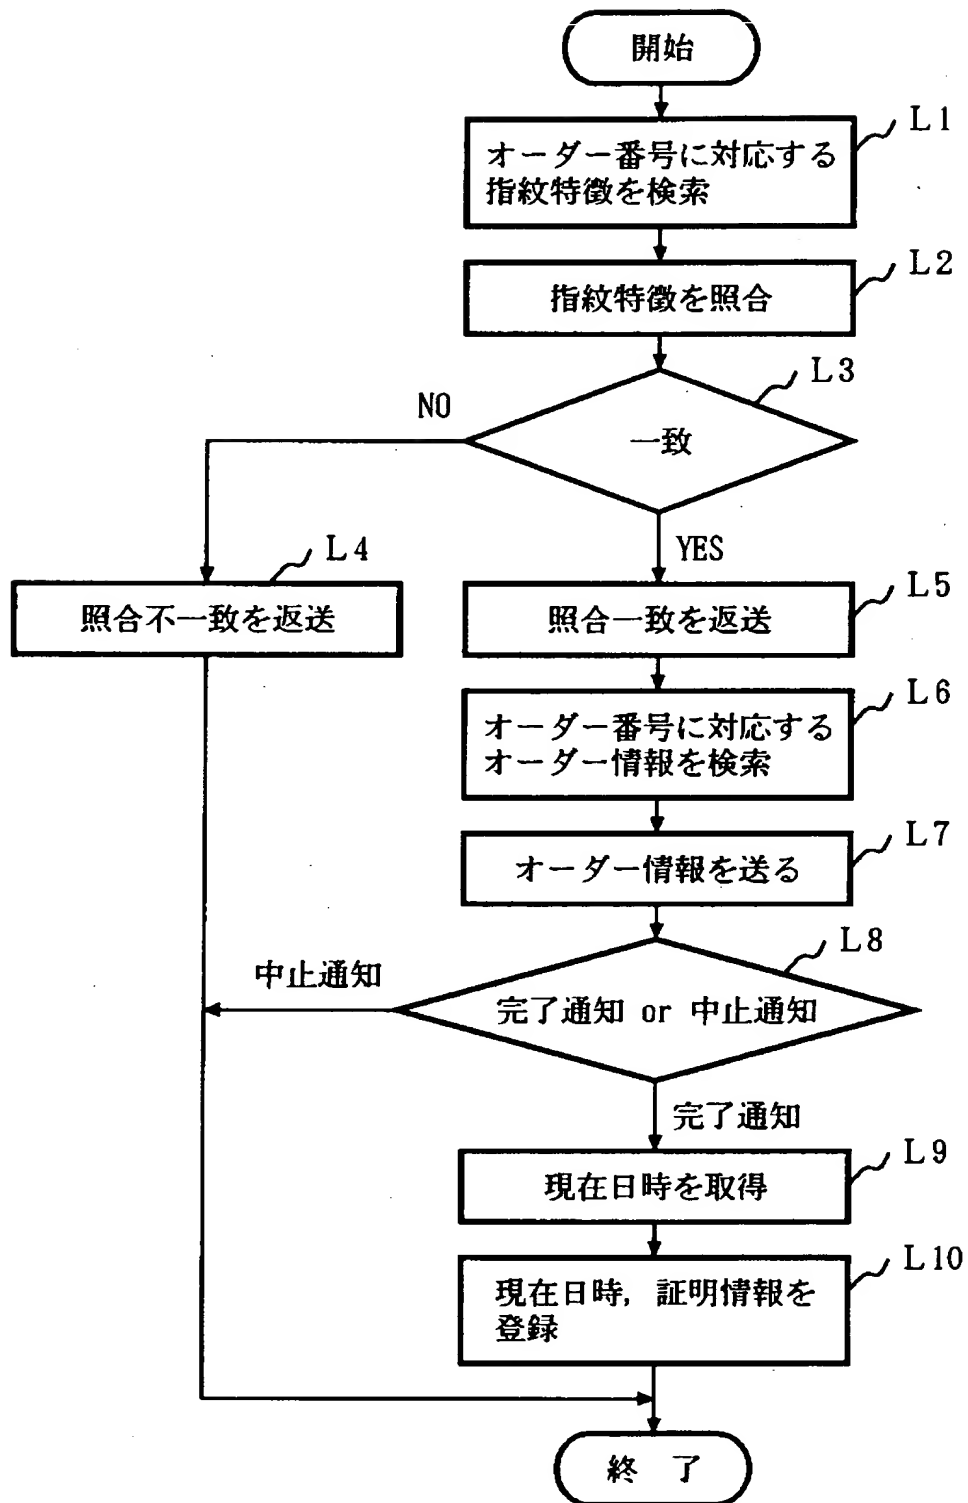 開始
L1
オーダー番号に対応する
指紋特徴を検索
L2
指紋特徴を照合
L3
NO
一致
YES
L4
照合不一致を返送
L5
照合一致を返送
L6
オーダー番号に対応する
オーダー情報を検索
L7
オーダー情報を送る
L8
中止通知
完了通知 or 中止通知
完了通知
L9
現在日時を取得
L10
現在日時，証明情報を
登録
終 了